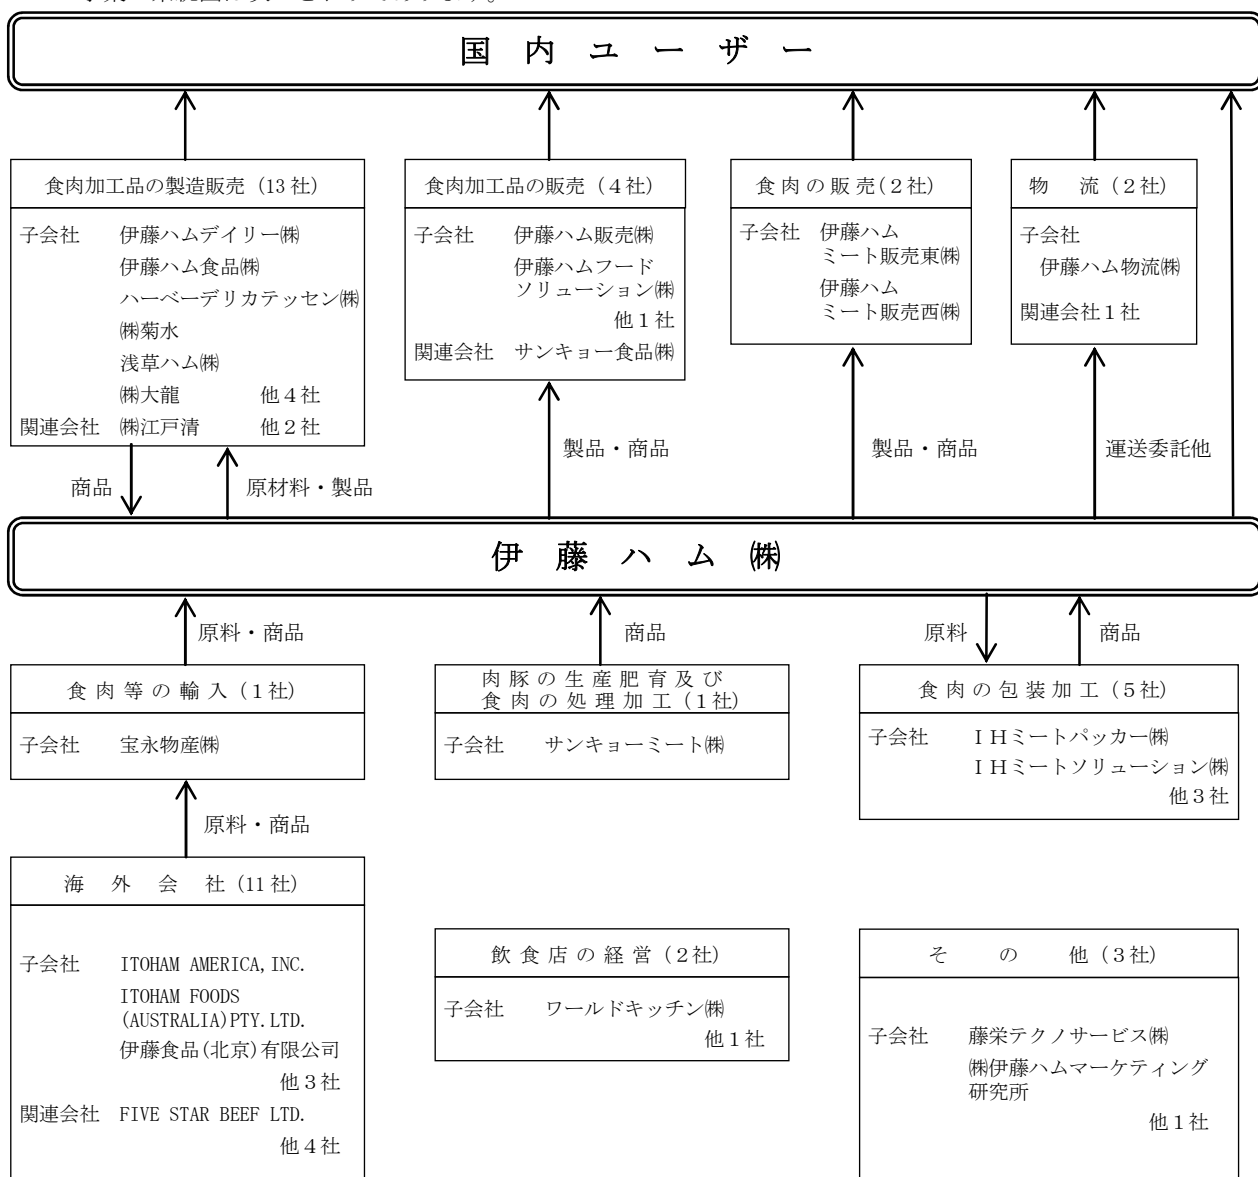 国内ユーザー
食肉加工品の製造販売（13社）
子会社 伊藤ハムデイリー㈱
伊藤ハム食品㈱
ハーベーデリカテッセン㈱
㈱菊水
浅草ハム㈱
㈱大龍 他４社
関連会社 ㈱江戸清 他２社
食肉加工品の販売（４社）
子会社 伊藤ハム販売㈱
伊藤ハムフード
ソリューション㈱
他１社
関連会社 サンキョー食品㈱
食肉の販売（２社）
子会社 伊藤ハム
ミート販売東㈱
伊藤ハム
ミート販売西㈱
物流（２社）
子会社
伊藤ハム物流㈱
関連会社１社
商品
原材料・製品
製品・商品
製品・商品
運送委託他
伊藤ハム㈱
原料・商品
商品
原料
商品
食肉等の輸入（１社）
子会社 宝永物産㈱
肉豚の生産肥育及び
食肉の処理加工（１社）
子会社 サンキョーミート㈱
食肉の包装加工（５社）
子会社 ＩＨミートパッカー㈱
ＩＨミートソリューション㈱
他３社
原料・商品
海外会社（11社）
子会社 ITOHAM AMERICA,INC.
ITOHAM FOODS
(AUSTRALIA)PTY.LTD.
伊藤食品(北京)有限公司
他３社
関連会社 FIVE STAR BEEF LTD.
他４社
飲食店の経営（２社）
子会社 ワールドキッチン㈱
他１社
その他（３社）
子会社 藤栄テクノサービス㈱
㈱伊藤ハムマーケティング
研究所
他１社